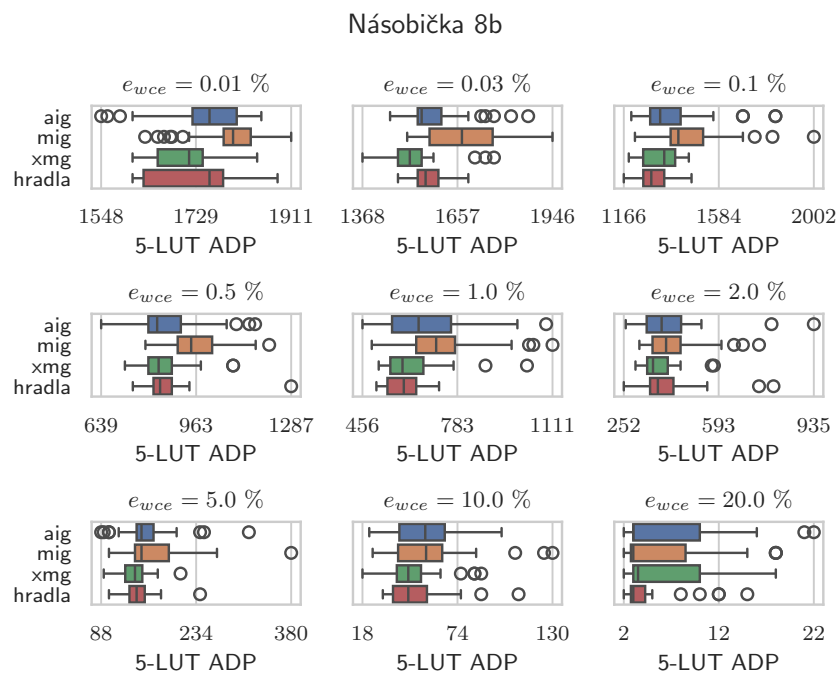 Násobička 8b
e_wce = 0.01 % e_wce = 0.03 % e_wce = 0.1 %
aig
mig
xmg
hradla
1548 1729 1911 1368 1657 1946 1166 1584 2002
5-LUT ADP 5-LUT ADP 5-LUT ADP
e_wce = 0.5 % e_wce = 1.0 % e_wce = 2.0 %
aig
mig
xmg
hradla
639 963 1287 456 783 1111 252 593 935
5-LUT ADP 5-LUT ADP 5-LUT ADP
e_wce = 5.0 % e_wce = 10.0 % e_wce = 20.0 %
aig
mig
xmg
hradla
88 234 380 18 74 130 2 12 22
5-LUT ADP 5-LUT ADP 5-LUT ADP